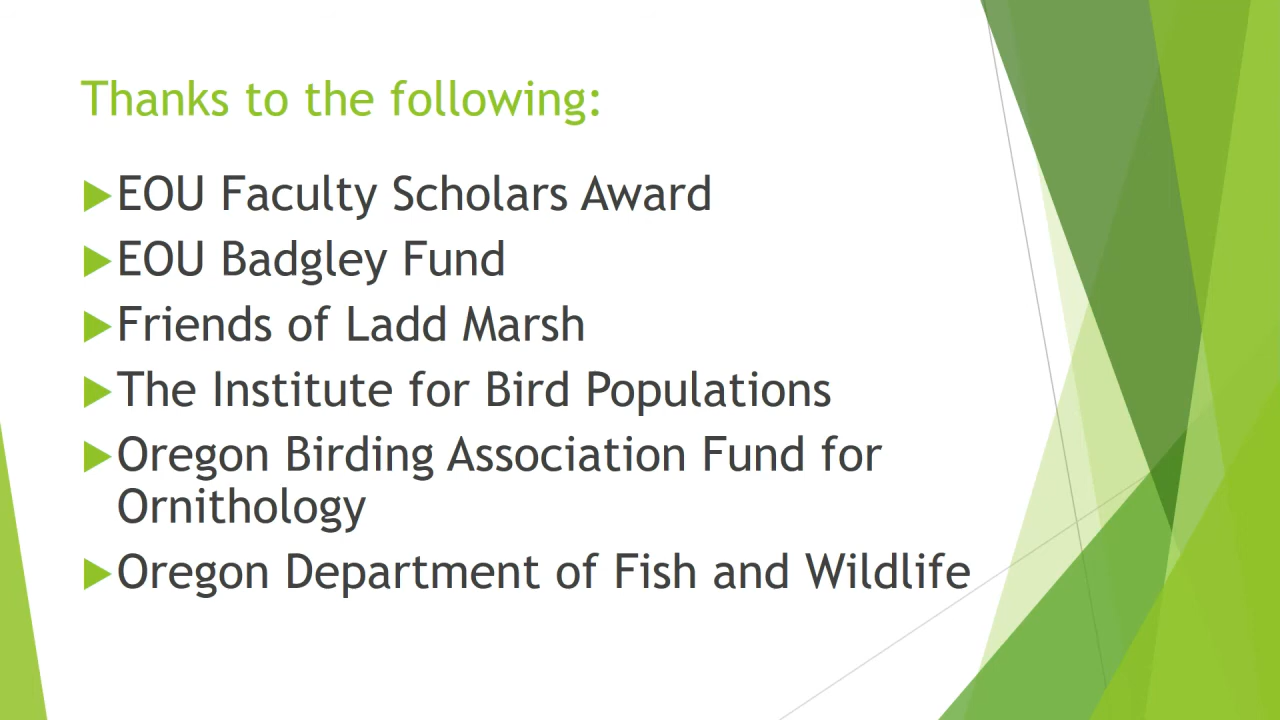 Thanks to the following:
EOU Faculty Scholars Award
EOU Badgley Fund
Friends of Ladd Marsh
The Institute for Bird Populations
Oregon Birding Association Fund for
Ornithology
Oregon Department of Fish and Wildlife